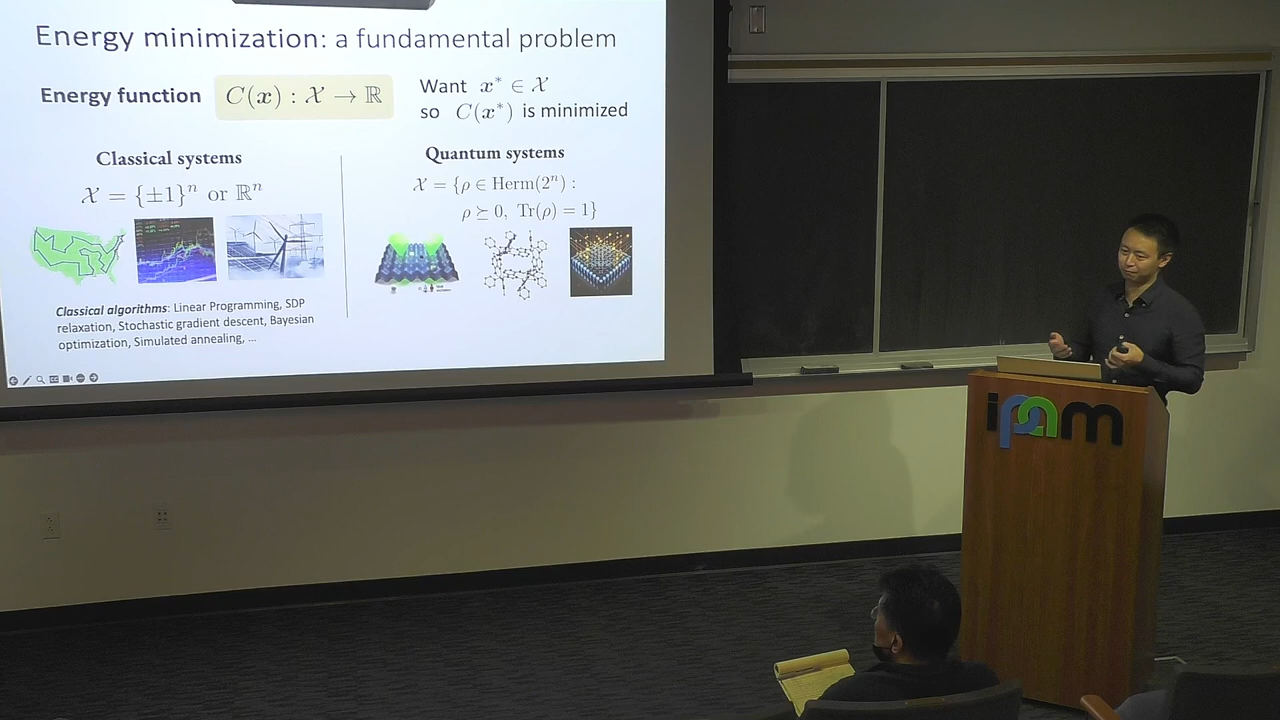 Energy minimization: a fundamental problem
Energy function C(x) : 𝒳 → ℝ
Want x* ∈ 𝒳
so C(x*) is minimized
Classical systems
𝒳 = {±1}ⁿ or ℝⁿ
Classical algorithms: Linear Programming, SDP
relaxation, Stochastic gradient descent, Bayesian
optimization, Simulated annealing, ...
Quantum systems
𝒳 = {ρ ∈ Herm(2ⁿ) :
ρ ⪰ 0, Tr(ρ) = 1}
ipam